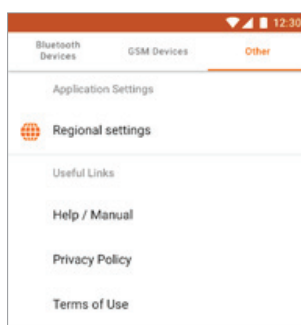 12:30
Bluetooth
Devices
GSM Devices
Other
Application Settings
Regional settings
Useful Links
Help / Manual
Privacy Policy
Terms of Use